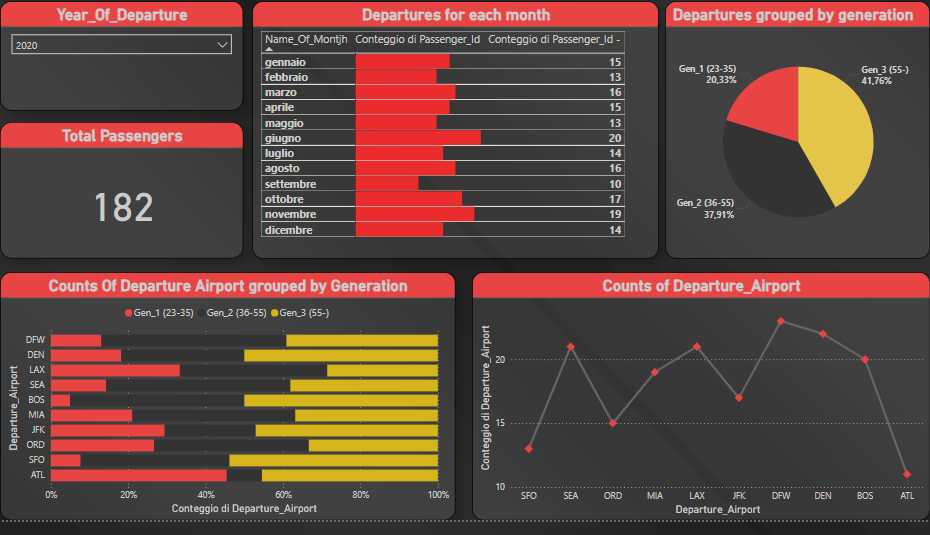 Year_Of_Departure
2020
Total Passengers
182
Departures for each month
Name_Of_Montjh Conteggio di Passenger_Id Conteggio di Passenger_Id -
gennaio 15
febbraio 13
marzo 16
aprile 15
maggio 13
giugno 20
luglio 14
agosto 16
settembre 10
ottobre 17
novembre 19
dicembre 14
Departures grouped by generation
Gen_1 (23-35)
20,33%
Gen_3 (55-)
41,76%
Gen_2 (36-55)
37,91%
Counts Of Departure Airport grouped by Generation
Gen_1 (23-35) Gen_2 (36-55) Gen_3 (55-)
Departure_Airport
DFW
DEN
LAX
SEA
BOS
MIA
JFK
ORD
SFO
ATL
0% 20% 40% 60% 80% 100%
Conteggio di Departure_Airport
Counts of Departure_Airport
Conteggio di Departure_Airport
20
15
10
SFO SEA ORD MIA LAX JFK DFW DEN BOS ATL
Departure_Airport